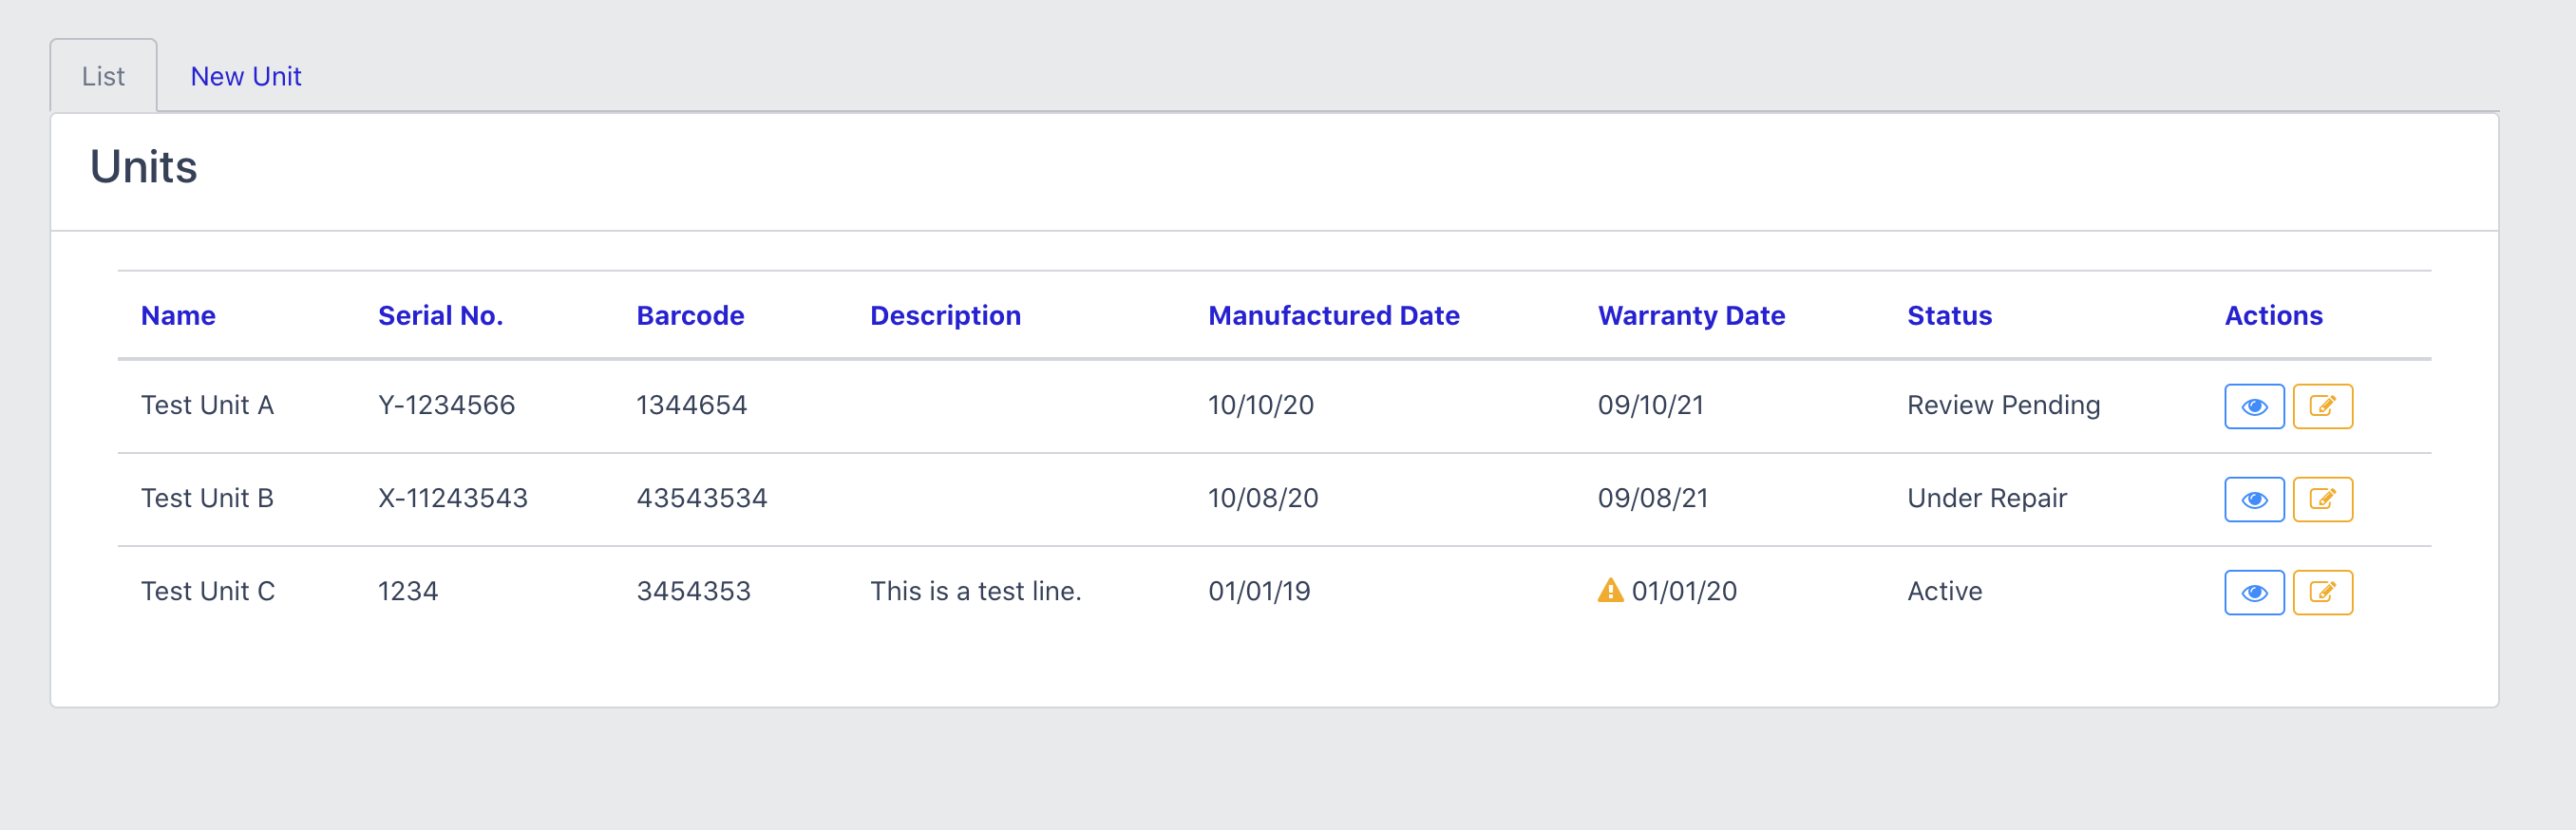 List New Unit
Units
Name Serial No. Barcode Description Manufactured Date Warranty Date Status Actions
Test Unit A Y-1234566 1344654 10/10/20 09/10/21 Review Pending
Test Unit B X-11243543 43543534 10/08/20 09/08/21 Under Repair
Test Unit C 1234 3454353 This is a test line. 01/01/19 01/01/20 Active